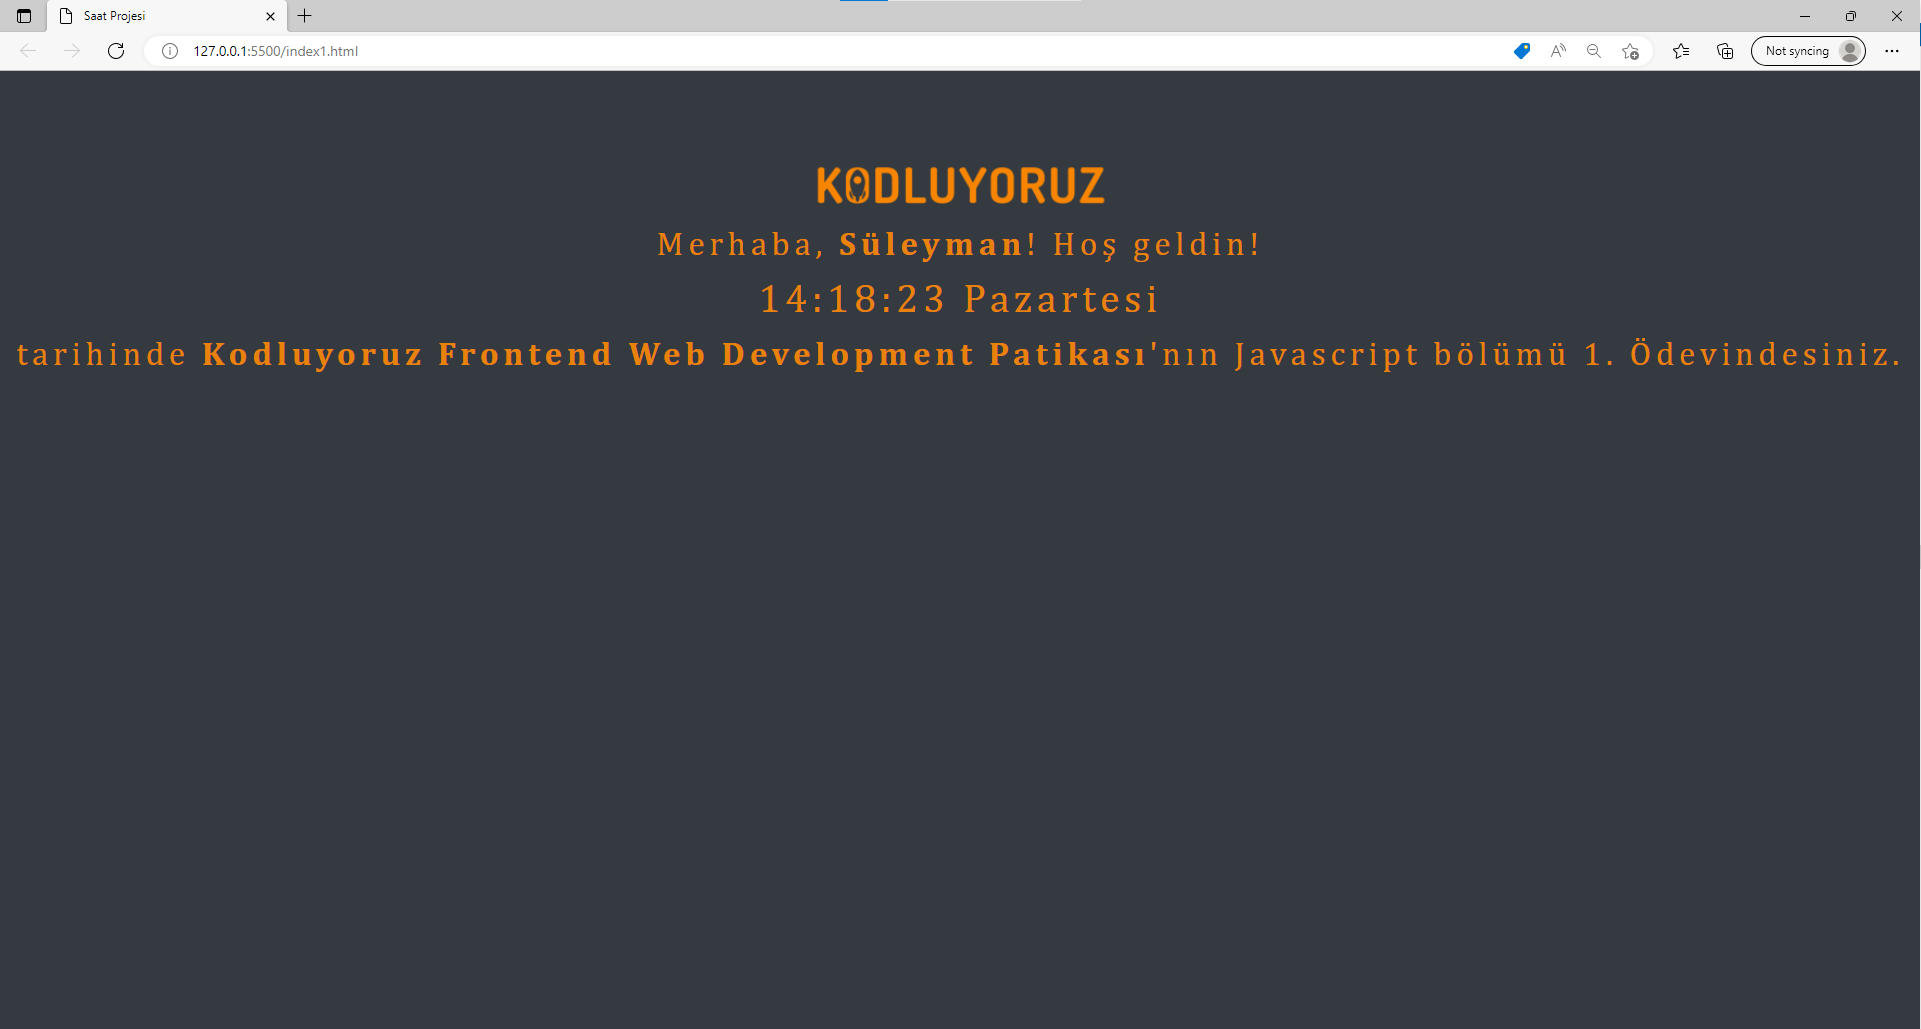 Saat Projesi
127.0.0.1:5500/index1.html
Not syncing
KODLUYORUZ
Merhaba, Süleyman! Hoş geldin!
14:18:23 Pazartesi
tarihinde Kodluyoruz Frontend Web Development Patikası'nın Javascript bölümü 1. Ödevindesiniz.